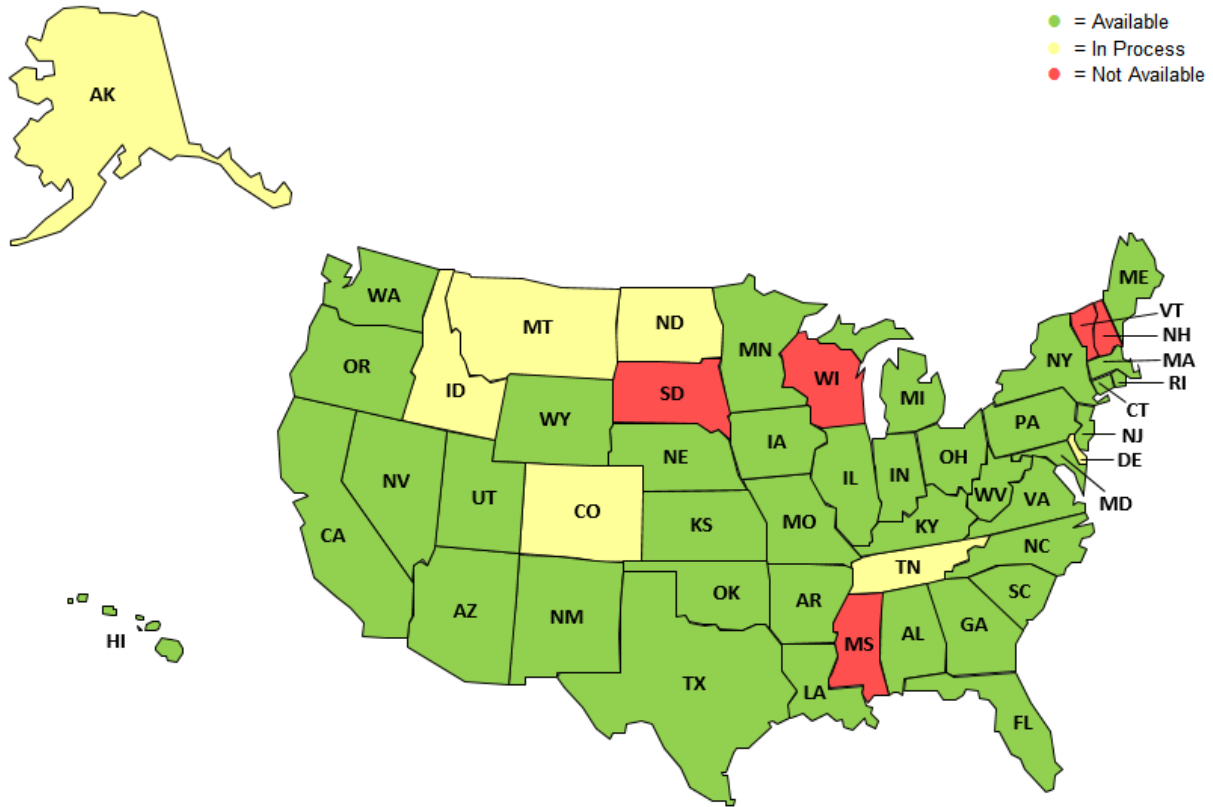 = Available
= In Process
= Not Available
AK
WA
MT
ND
MN
ME
VT
NH
MA
RI
CT
NJ
DE
MD
OR
ID
SD
WI
NY
MI
WY
PA
IA
NE
OH
NV
UT
CO
IL
IN
WV
VA
CA
KS
MO
KY
NC
TN
AZ
NM
OK
AR
SC
HI
MS
AL
GA
TX
LA
FL